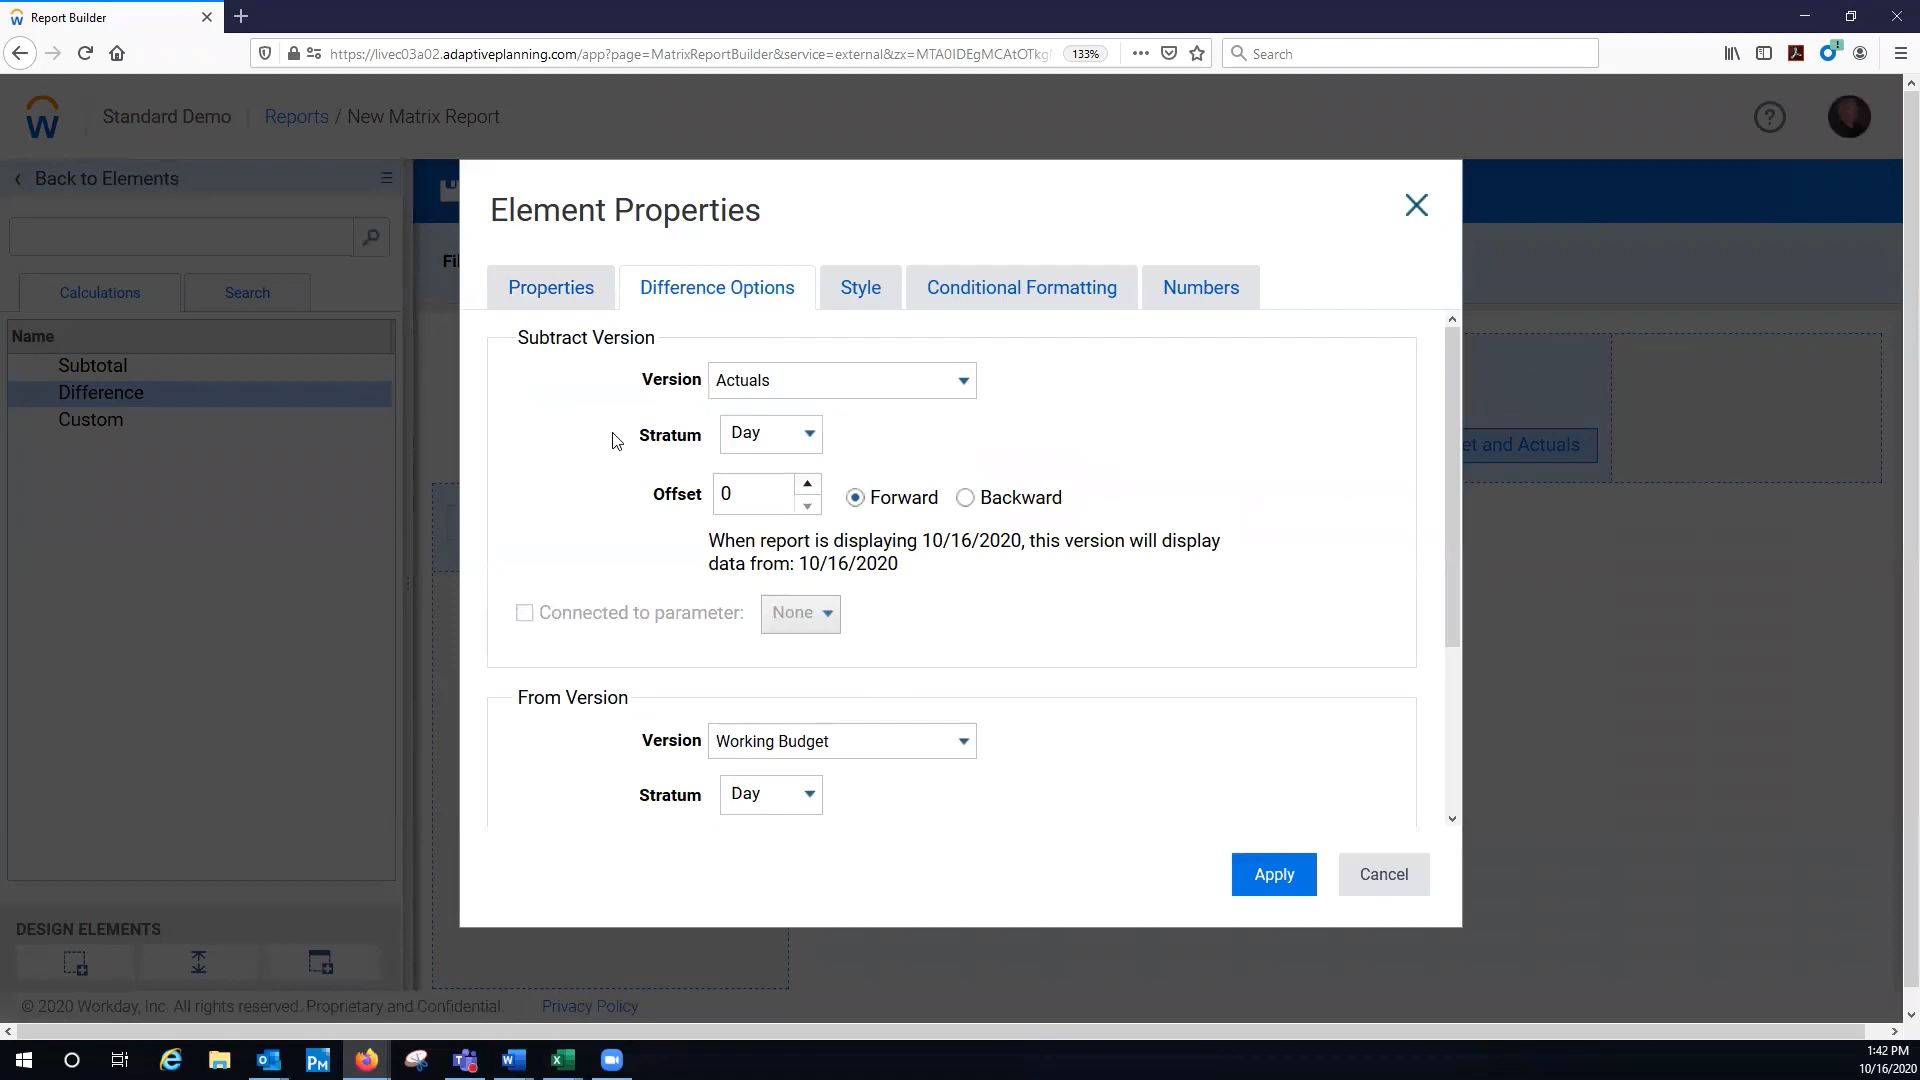 Report Builder
https://livec03a02.adaptiveplanning.com/app?page=MatrixReportBuilder&service=external&zx=MTA0IDEgMCAtOTkg
133%
Search
Standard Demo
Reports / New Matrix Report
Back to Elements
Calculations
Search
Name
Subtotal
Difference
Custom
DESIGN ELEMENTS
Element Properties
Properties
Difference Options
Style
Conditional Formatting
Numbers
Subtract Version
Version Actuals
Stratum Day
Offset 0 Forward Backward
When report is displaying 10/16/2020, this version will display
data from: 10/16/2020
Connected to parameter: None
From Version
Version Working Budget
Stratum Day
Apply
Cancel
and Actuals
© 2020 Workday, Inc. All rights reserved. Proprietary and Confidential. Privacy Policy
1:42 PM
10/16/2020